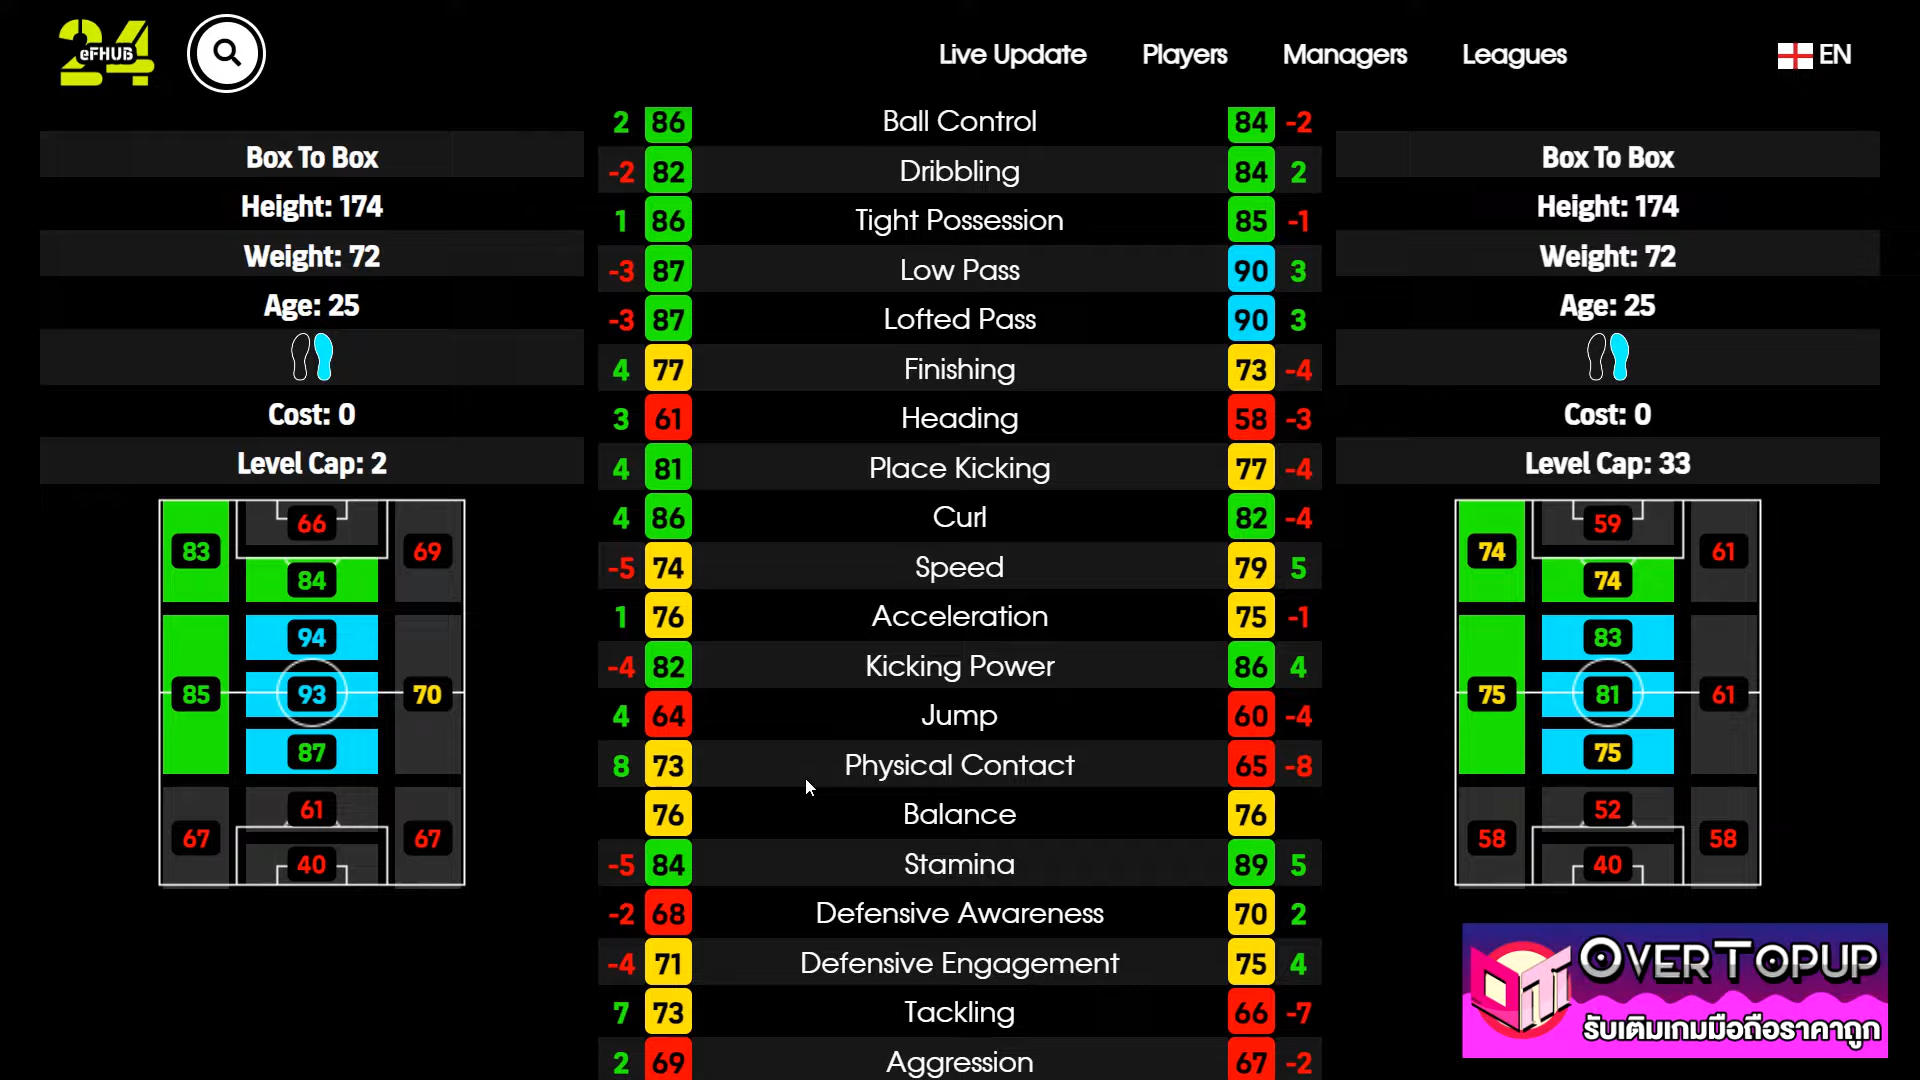 24
eFHUB
Live Update Players Managers Leagues EN
Box To Box
Height: 174
Weight: 72
Age: 25
Cost: 0
Level Cap: 2
83 66 69
84
94
85 93 70
87
67 61 67
40
2 86 Ball Control 84 -2
-2 82 Dribbling 84 2
1 86 Tight Possession 85 -1
-3 87 Low Pass 90 3
-3 87 Lofted Pass 90 3
4 77 Finishing 73 -4
3 61 Heading 58 -3
4 81 Place Kicking 77 -4
4 86 Curl 82 -4
-5 74 Speed 79 5
1 76 Acceleration 75 -1
-4 82 Kicking Power 86 4
4 64 Jump 60 -4
8 73 Physical Contact 65 -8
76 Balance 76
-5 84 Stamina 89 5
-2 68 Defensive Awareness 70 2
-4 71 Defensive Engagement 75 4
7 73 Tackling 66 -7
2 69 Aggression 67 -2
Box To Box
Height: 174
Weight: 72
Age: 25
Cost: 0
Level Cap: 33
74 59 61
74
83
75 81 61
75
58 52 58
40
OTU
OVERTOPUP
รับเติมเกมมือถือราคาถูก